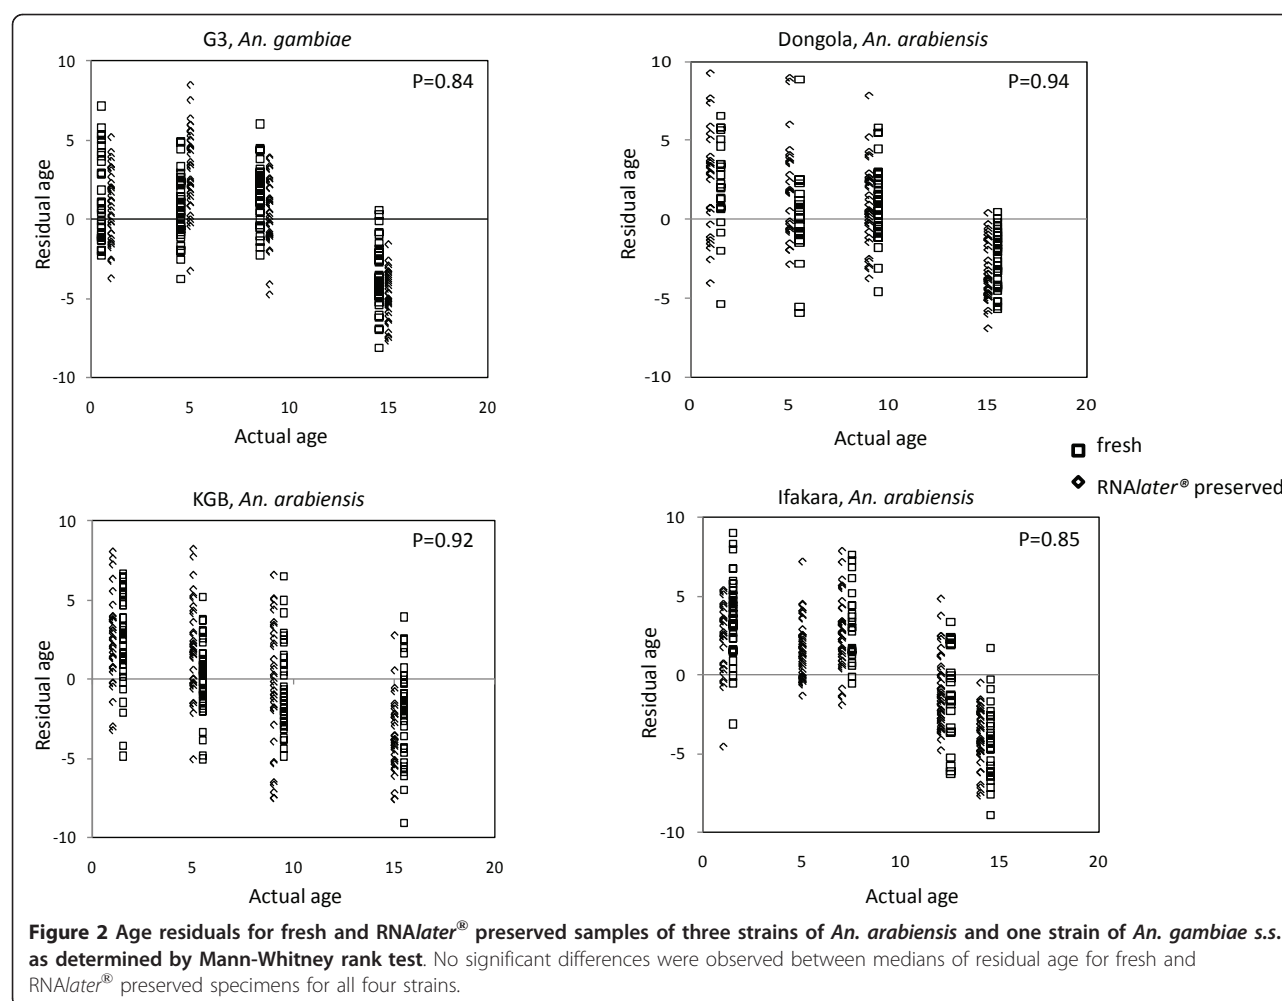 G3, An. gambiae
10
5
0
-5
-10
Residual age
P=0.84
0 5 10 15 20
Actual age
Dongola, An. arabiensis
10
5
0
-5
-10
Residual age
P=0.94
0 5 10 15 20
Actual age
fresh
RNAlater® preserved
KGB, An. arabiensis
10
5
0
-5
-10
Residual age
P=0.92
0 5 10 15 20
Actual age
Ifakara, An. arabiensis
10
5
0
-5
-10
Residual age
P=0.85
0 5 10 15 20
Actual age
Figure 2 Age residuals for fresh and RNAlater® preserved samples of three strains of An. arabiensis and one strain of An. gambiae s.s.
as determined by Mann-Whitney rank test. No significant differences were observed between medians of residual age for fresh and
RNAlater® preserved specimens for all four strains.